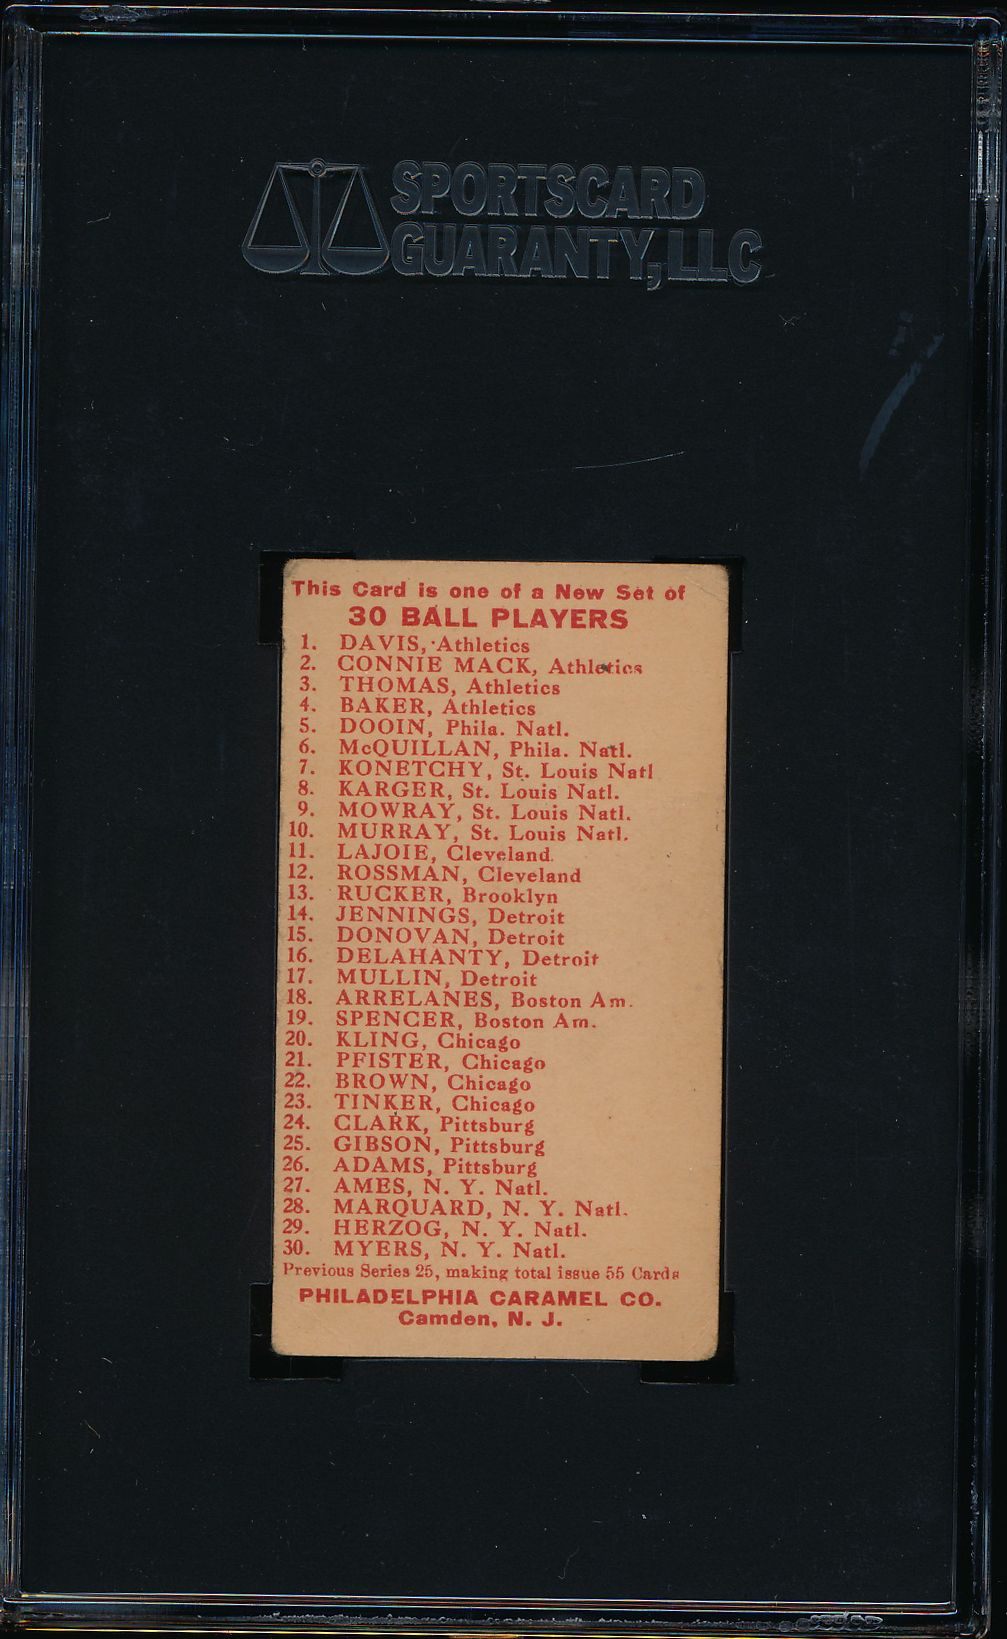 SPORTSCARD
GUARANTY, LLC
This Card is one of a New Set of
30 BALL PLAYERS
1. DAVIS, Athletics
2. CONNIE MACK, Athletics
3. THOMAS, Athletics
4. BAKER, Athletics
5. DOOIN, Phila. Natl.
6. McQUILLAN, Phila. Natl.
7. KONETCHY, St. Louis Natl
8. KARGER, St. Louis Natl.
9. MOWRAY, St. Louis Natl.
10. MURRAY, St. Louis Natl.
11. LAJOIE, Cleveland.
12. ROSSMAN, Cleveland
13. RUCKER, Brooklyn
14. JENNINGS, Detroit
15. DONOVAN, Detroit
16. DELAHANTY, Detroit
17. MULLIN, Detroit
18. ARRELANES, Boston Am.
19. SPENCER, Boston Am.
20. KLING, Chicago
21. PFISTER, Chicago
22. BROWN, Chicago
23. TINKER, Chicago
24. CLARK, Pittsburg
25. GIBSON, Pittsburg
26. ADAMS, Pittsburg
27. AMES, N. Y. Natl.
28. MARQUARD, N. Y. Natl.
29. HERZOG, N. Y. Natl.
30. MYERS, N. Y. Natl.
Previous Series 25, making total issue 55 Cards
PHILADELPHIA CARAMEL CO.
Camden, N. J.